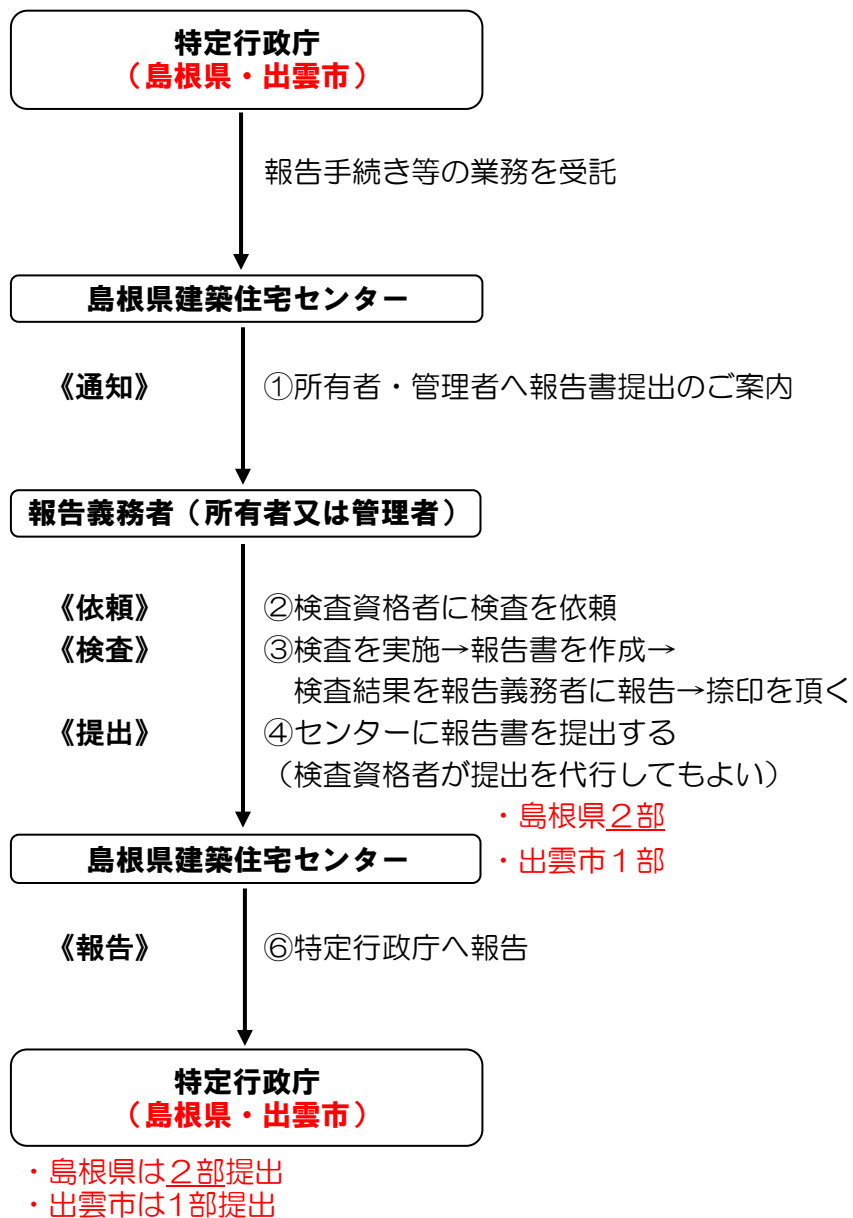 特定行政庁
（島根県・出雲市）
報告手続き等の業務を受託
島根県建築住宅センター
《通知》 ①所有者・管理者へ報告書提出のご案内
報告義務者（所有者又は管理者）
《依頼》 ②検査資格者に検査を依頼
《検査》 ③検査を実施→報告書を作成→
検査結果を報告義務者に報告→捺印を頂く
《提出》 ④センターに報告書を提出する
（検査資格者が提出を代行してもよい）
・島根県２部
島根県建築住宅センター ・出雲市１部
《報告》 ⑥特定行政庁へ報告
特定行政庁
（島根県・出雲市）
・島根県は２部提出
・出雲市は1部提出